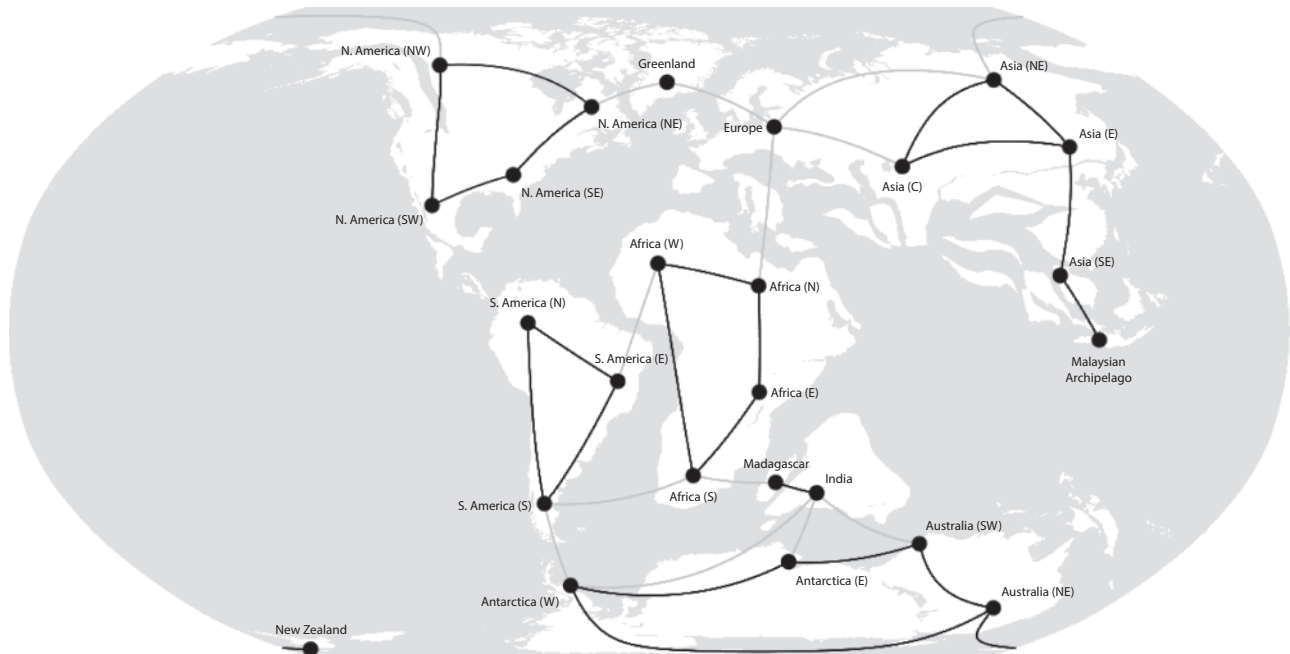 N. America (NW)
Greenland
Asia (NE)
N. America (NE)
Europe
Asia (E)
Asia (C)
N. America (SE)
N. America (SW)
Africa (W)
Asia (SE)
Africa (N)
S. America (N)
S. America (E)
Malaysian
Archipelago
Africa (E)
Madagascar
India
Africa (S)
S. America (S)
Australia (SW)
Antarctica (E)
Australia (NE)
Antarctica (W)
New Zealand